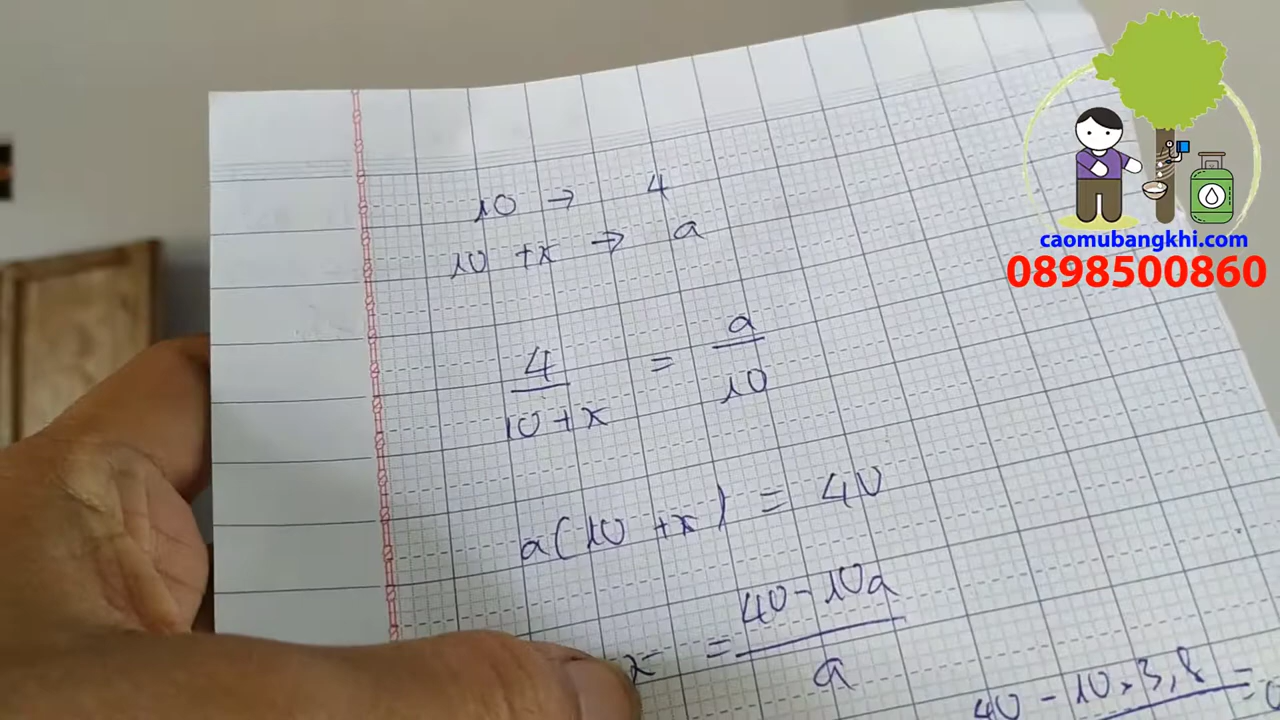 10 → 4
10 + x → a
4/(10 + x) = a/10
a(10 + x) = 40
x = (40 - 10a)/a
40 - 10 . 3,8 =
caomubangkhi.com
0898500860